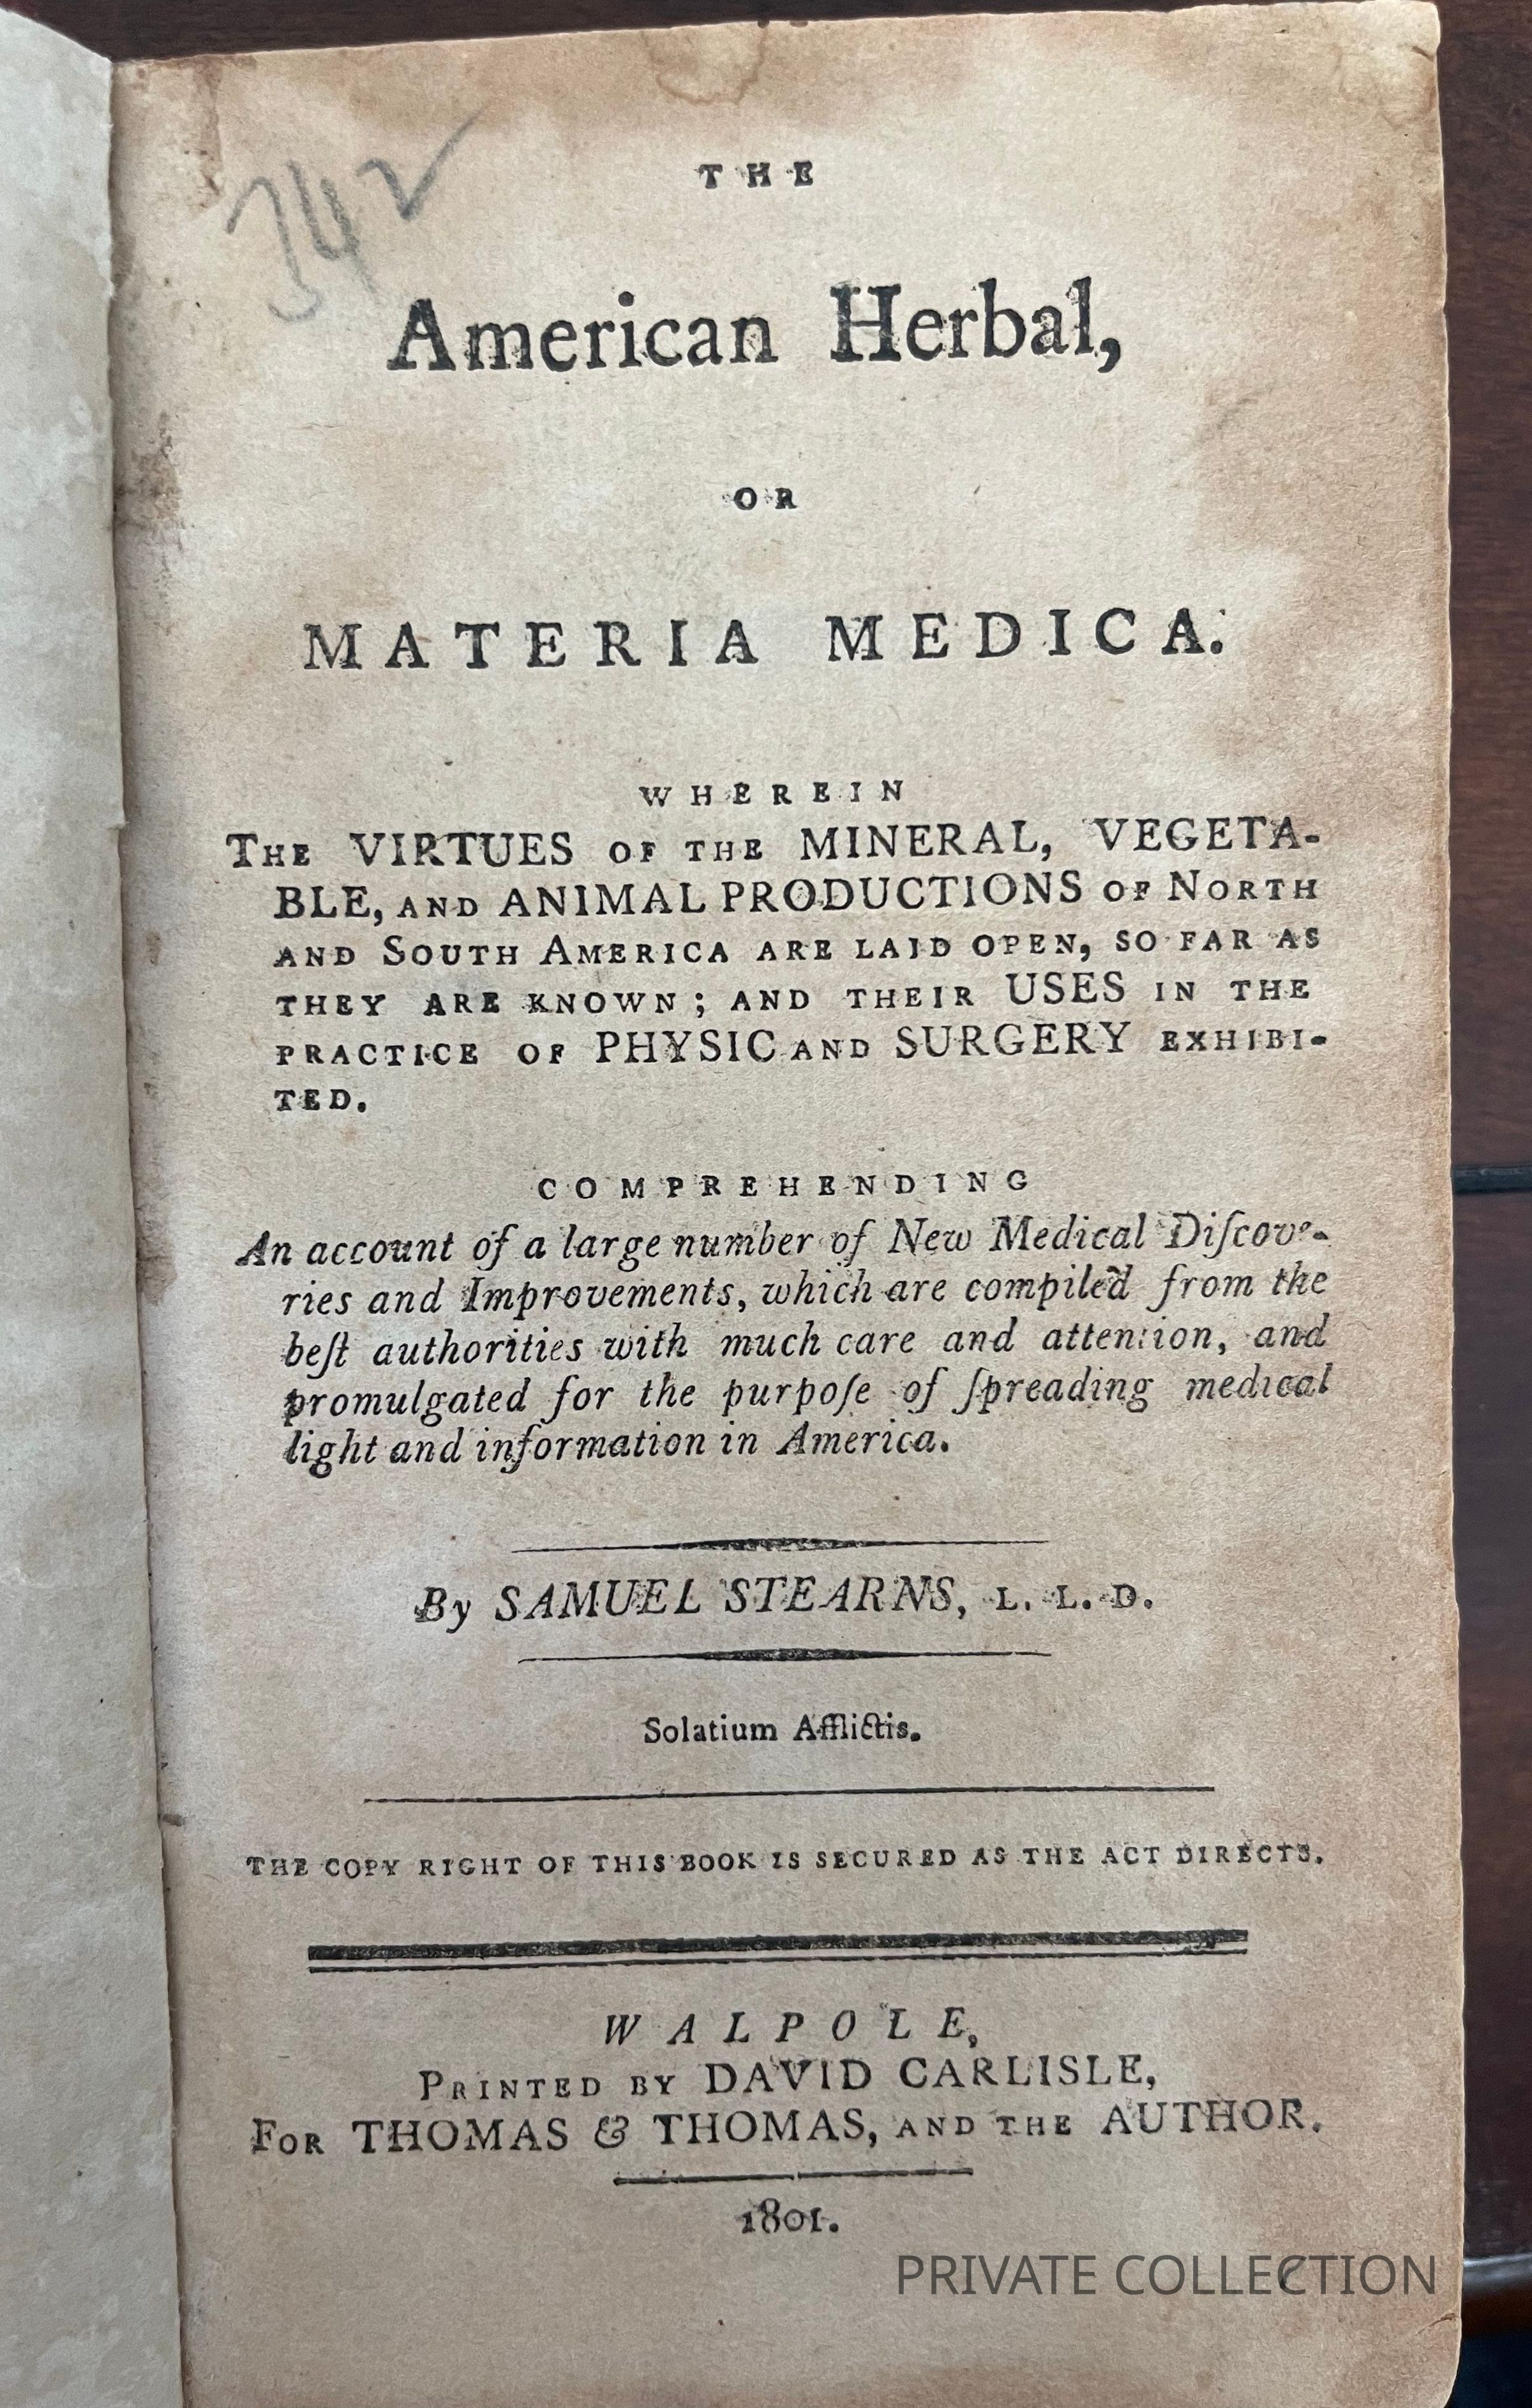 342
THE
American Herbal,
OR
MATERIA MEDICA.
WHEREIN
THE VIRTUES OF THE MINERAL, VEGETA-
BLE, AND ANIMAL PRODUCTIONS OF NORTH
AND SOUTH AMERICA ARE LAID OPEN, SO FAR AS
THEY ARE KNOWN; AND THEIR USES IN THE
PRACTICE OF PHYSIC AND SURGERY EXHIBI-
TED.
COMPREHENDING
An account of a large number of New Medical Diſcove-
ries and Improvements, which are compiled from the
beſt authorities with much care and attention, and
promulgated for the purpoſe of ſpreading medical
light and information in America.
By SAMUEL STEARNS, L. L. D.
Solatium Afflictis.
THE COPY RIGHT OF THIS BOOK IS SECURED AS THE ACT DIRECTS.
WALPOLE,
PRINTED BY DAVID CARLISLE,
FOR THOMAS & THOMAS, AND THE AUTHOR.
1801.
PRIVATE COLLECTION